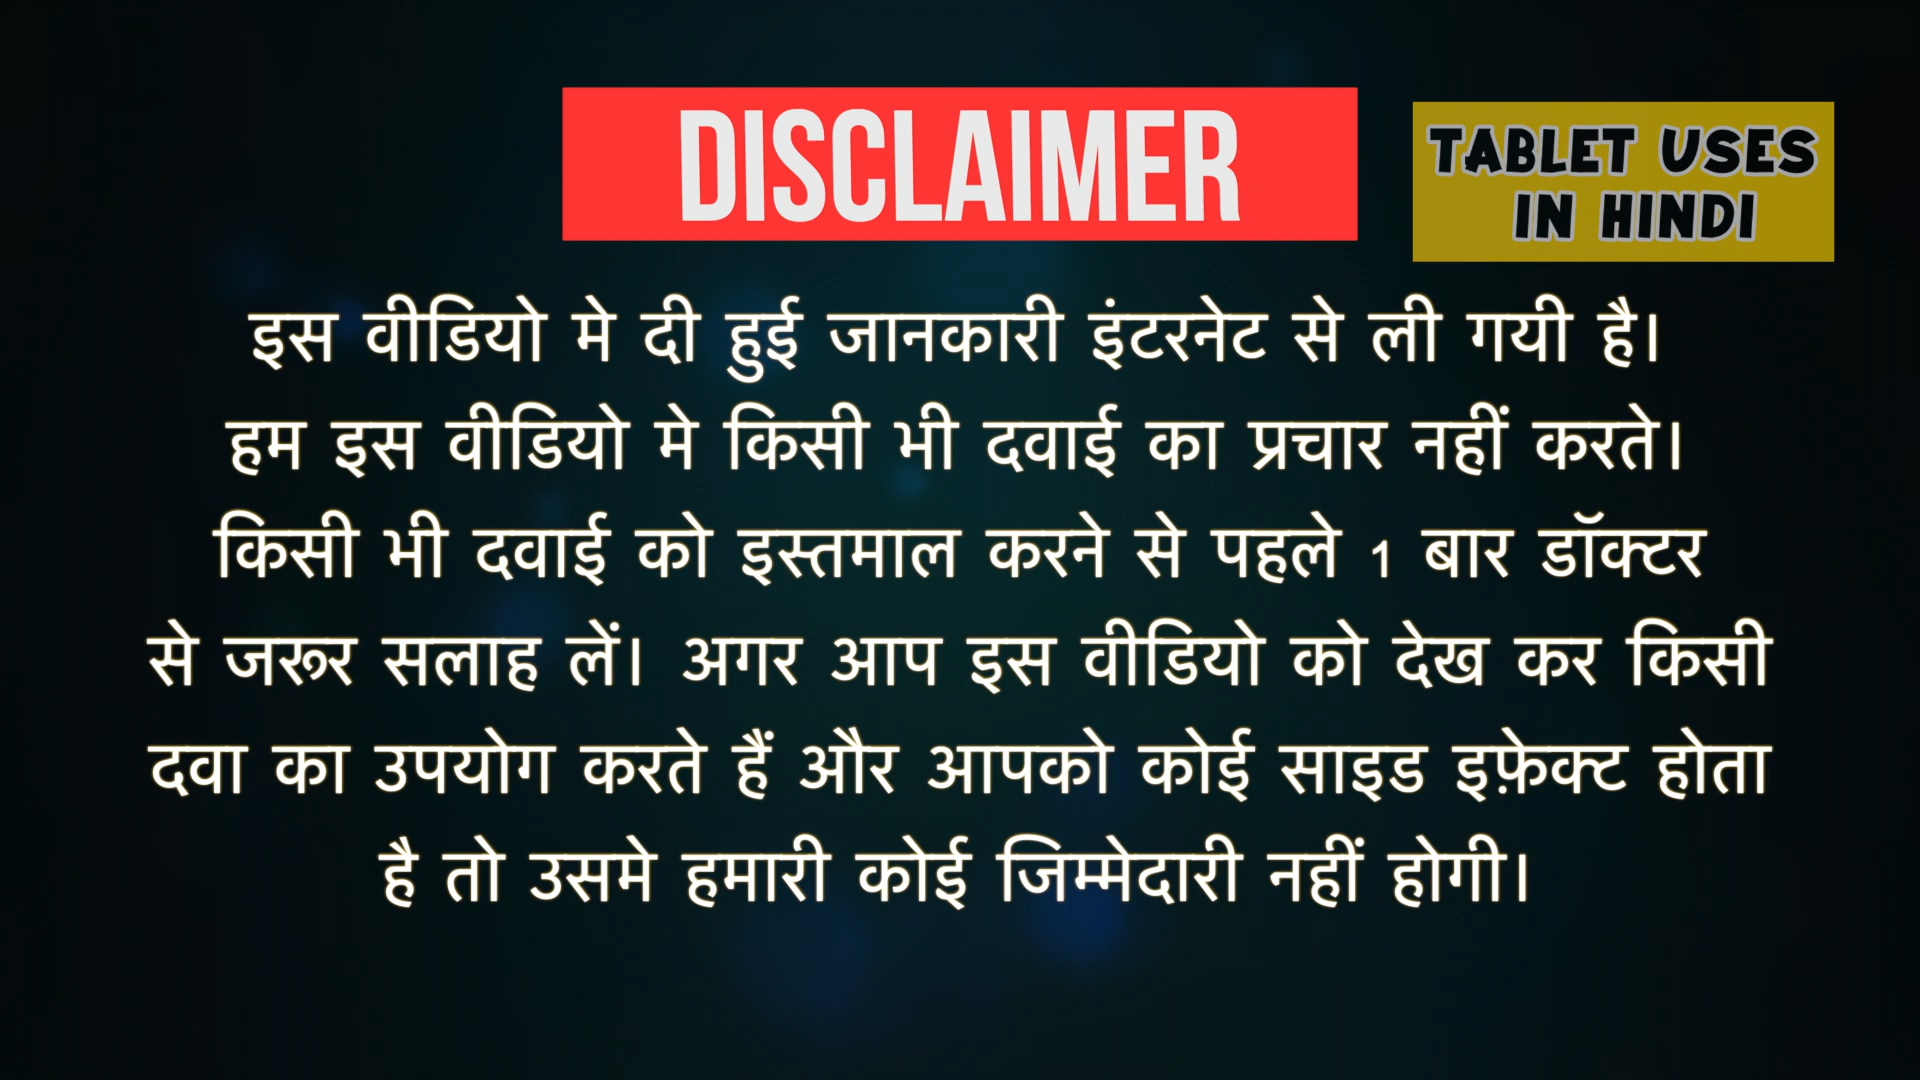 DISCLAIMER
TABLET USES
IN HINDI
इस वीडियो मे दी हुई जानकारी इंटरनेट से ली गयी है।
हम इस वीडियो मे किसी भी दवाई का प्रचार नहीं करते।
किसी भी दवाई को इस्तमाल करने से पहले 1 बार डॉक्टर
से जरूर सलाह लें। अगर आप इस वीडियो को देख कर किसी
दवा का उपयोग करते हैं और आपको कोई साइड इफ़ेक्ट होता
है तो उसमे हमारी कोई जिम्मेदारी नहीं होगी।